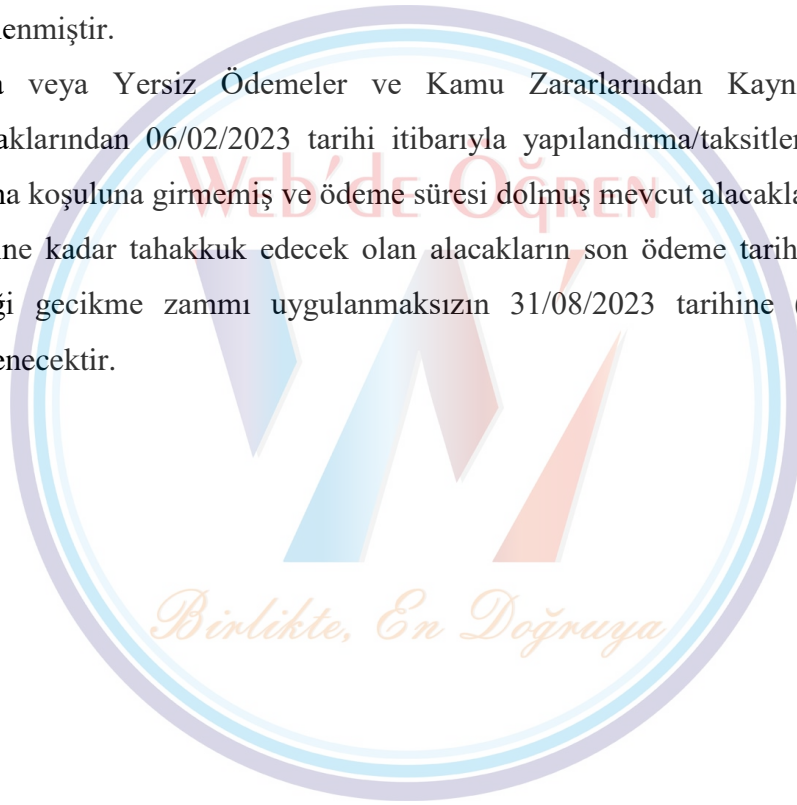 lenmiştir.
a veya Yersiz Ödemeler ve Kamu Zararlarından Kayn
aklarından 06/02/2023 tarihi itibarıyla yapılandırma/taksitler
na koşuluna girmemiş ve ödeme süresi dolmuş mevcut alacakla
Web'de Öğren
ine kadar tahakkuk edecek olan alacakların son ödeme tarih
ği gecikme zammı uygulanmaksızın 31/08/2023 tarihine (
enecektir.
Birlikte, En Doğruya